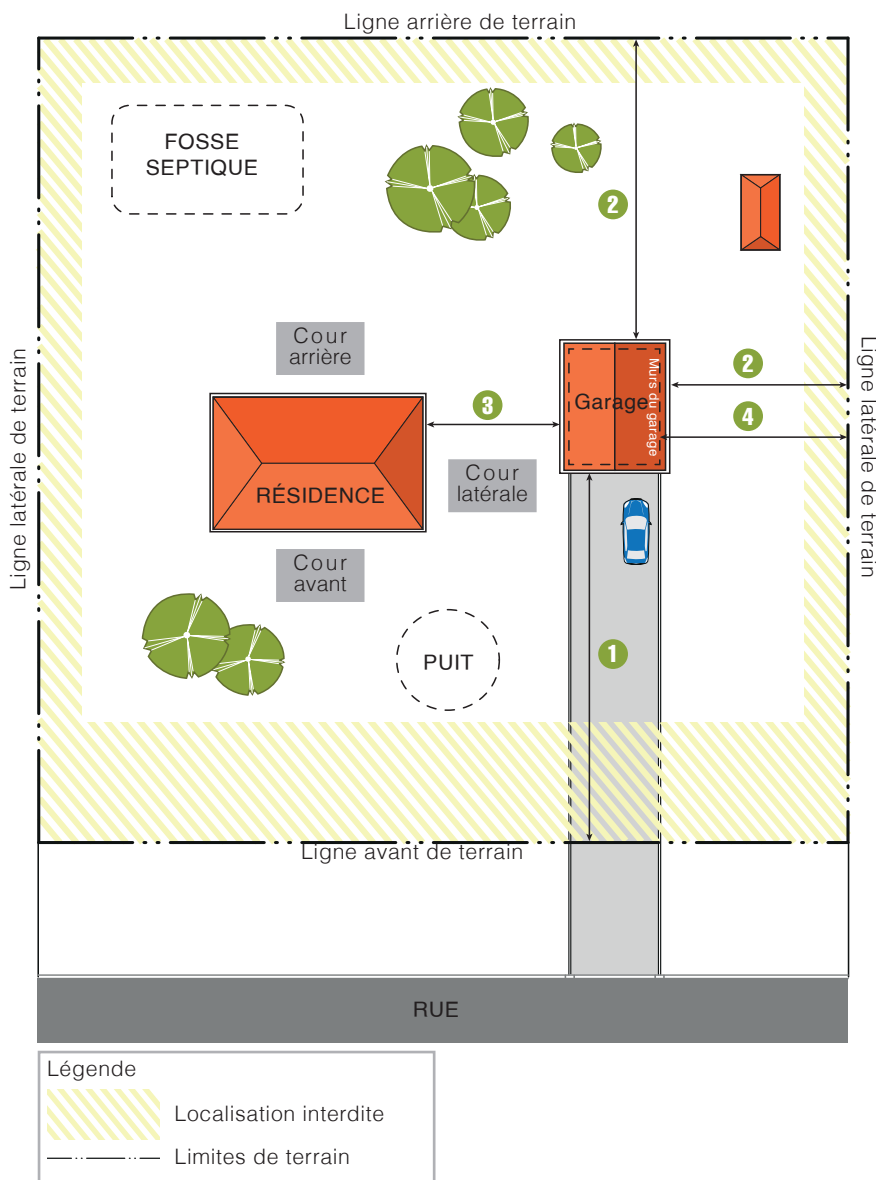 Ligne arrière de terrain
FOSSE
SEPTIQUE
2
Cour
arrière
Ligne latérale de terrain
Ligne latérale de terrain
2
3
Garage
Murs du garage
4
Cour
latérale
RÉSIDENCE
Cour
avant
1
PUIT
Ligne avant de terrain
RUE
Légende
Localisation interdite
Limites de terrain